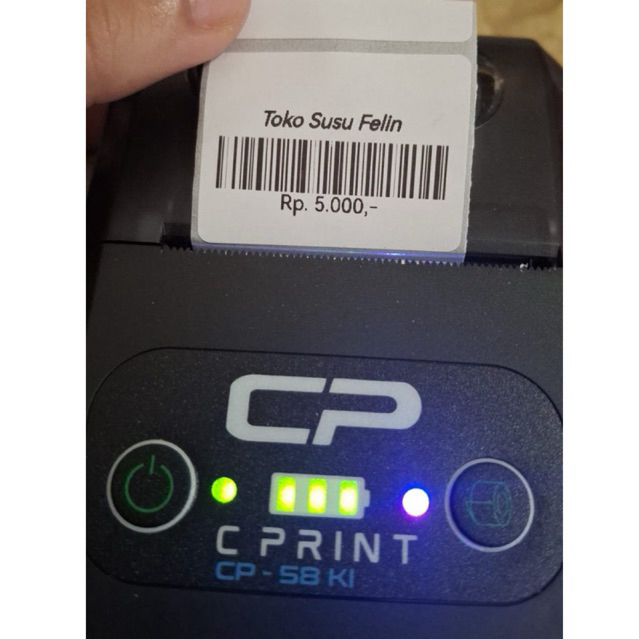 Toko Susu Felin
Rp. 5.000,-
CP
C PRINT
CP - 58 KI